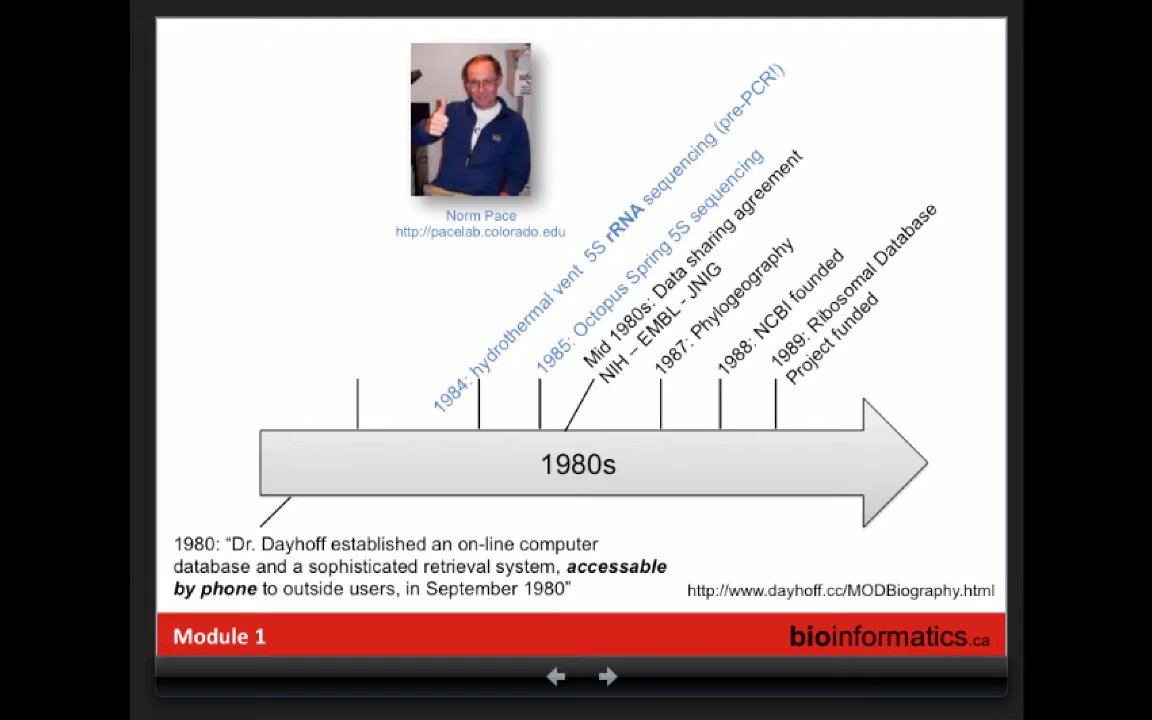 Norm Pace
http://pacelab.colorado.edu
1984: hydrothermal vent 5S rRNA sequencing (pre-PCR!)
1985: Octopus Spring 5S sequencing
Mid 1980s: Data sharing agreement
NIH – EMBL - JNIG
1987: Phylogeography
1988: NCBI founded
1989: Ribosomal Database
Project funded
1980s
1980: “Dr. Dayhoff established an on-line computer
database and a sophisticated retrieval system, accessable
by phone to outside users, in September 1980”
http://www.dayhoff.cc/MODBiography.html
Module 1
bioinformatics.ca